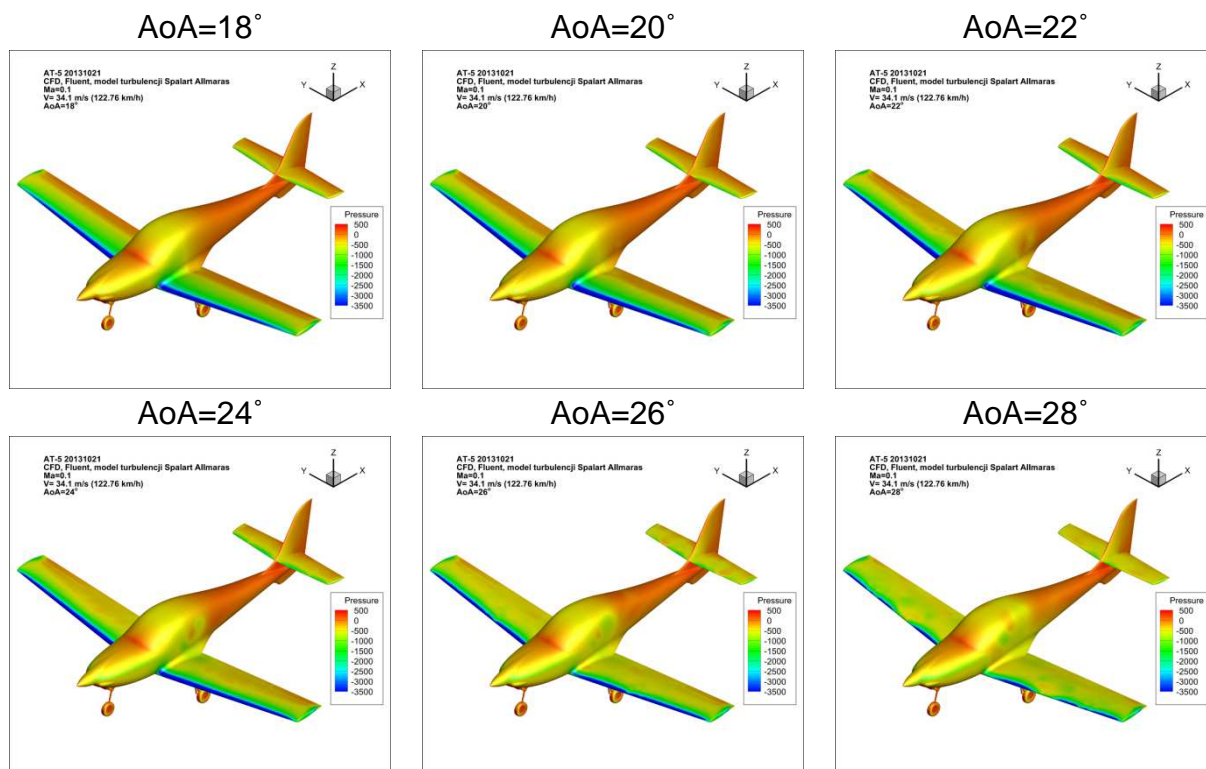 AoA=18°
AT-5 20131021
CFD, Fluent, model turbulencji Spalart Allmaras
Ma=0.1
V= 34.1 m/s (122.76 km/h)
AoA=18°
Z
Y
X
Pressure
500
0
-500
-1000
-1500
-2000
-2500
-3000
-3500
AoA=20°
AT-5 20131021
CFD, Fluent, model turbulencji Spalart Allmaras
Ma=0.1
V= 34.1 m/s (122.76 km/h)
AoA=20°
Z
Y
X
Pressure
500
0
-500
-1000
-1500
-2000
-2500
-3000
-3500
AoA=22°
AT-5 20131021
CFD, Fluent, model turbulencji Spalart Allmaras
Ma=0.1
V= 34.1 m/s (122.76 km/h)
AoA=22°
Z
Y
X
Pressure
500
0
-500
-1000
-1500
-2000
-2500
-3000
-3500
AoA=24°
AT-5 20131021
CFD, Fluent, model turbulencji Spalart Allmaras
Ma=0.1
V= 34.1 m/s (122.76 km/h)
AoA=24°
Z
Y
X
Pressure
500
0
-500
-1000
-1500
-2000
-2500
-3000
-3500
AoA=26°
AT-5 20131021
CFD, Fluent, model turbulencji Spalart Allmaras
Ma=0.1
V= 34.1 m/s (122.76 km/h)
AoA=26°
Z
Y
X
Pressure
500
0
-500
-1000
-1500
-2000
-2500
-3000
-3500
AoA=28°
AT-5 20131021
CFD, Fluent, model turbulencji Spalart Allmaras
Ma=0.1
V= 34.1 m/s (122.76 km/h)
AoA=28°
Z
Y
X
Pressure
500
0
-500
-1000
-1500
-2000
-2500
-3000
-3500